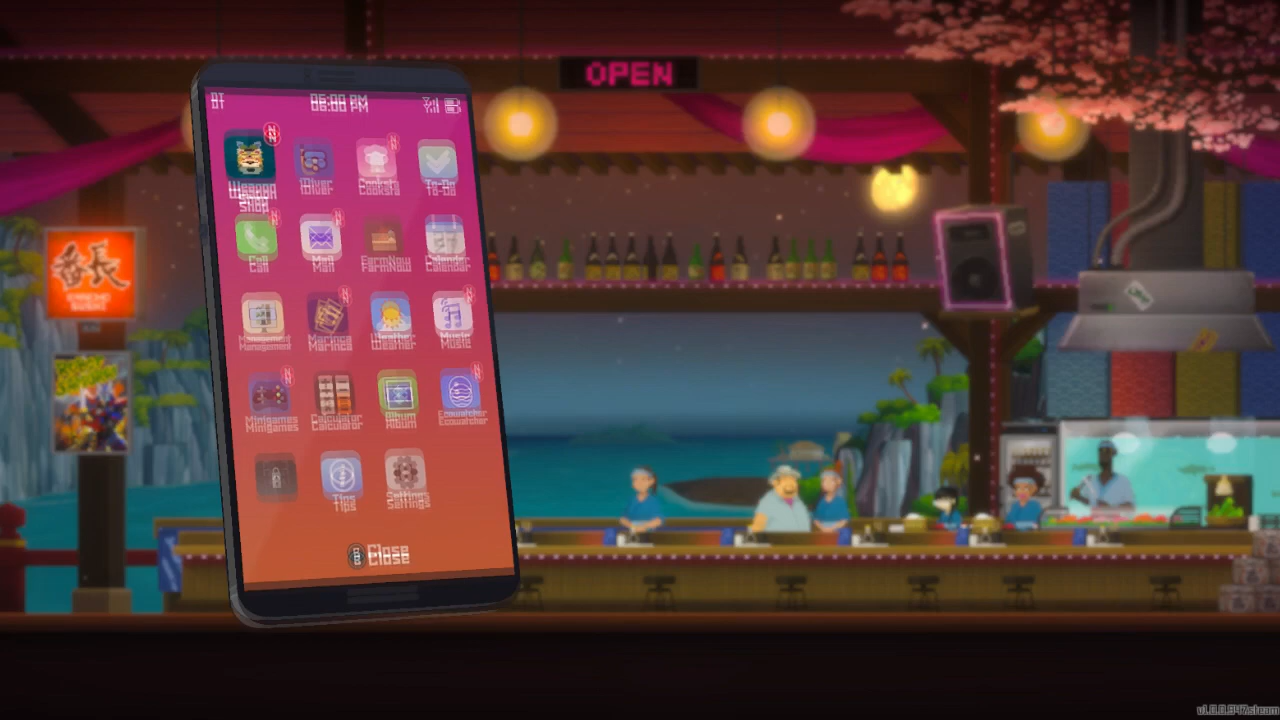 OPEN
06:00 PM
Weapon
Shop
iDiver
Cooksta
To-Do
Call
Mail
FarmNow
Calendar
Management
Marinca
Weather
Music
Minigames
Calculator
Album
Ecowatcher
Tips
Settings
Close